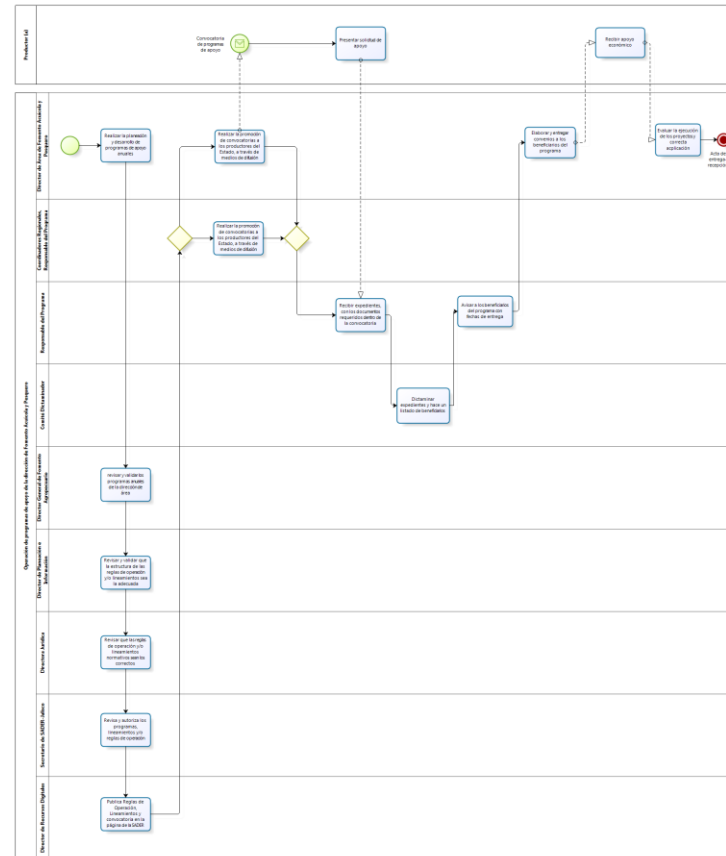 Productor (a)
Convocatoria
de programas
de apoyo
Presentar solicitud de
apoyo
Recibir apoyo
económico
Operación de programas de apoyo de la dirección de Fomento Acuícola y Pesquero
Director de Área de Fomento Acuícola y
Pesquero
Realizar la planeación
y desarrollo de
programas de apoyo
anuales
Realizar la promoción
de convocatorias a
los productores del
Estado, a través de
medios de difusión
Elaborar y entregar
convenios a los
beneficiarios del
programa
Evaluar la ejecución
de los proyectos y
correcta
aplicación
Acta de
entrega
recepción
Coordinadores Regionales,
Responsable del Programa
Realizar la promoción
de convocatorias a
los productores del
Estado, a través de
medios de difusión
Responsable del Programa
Recibir expedientes,
con los documentos
requeridos dentro de
la convocatoria
Avisar a los beneficiarios
del programa con
fechas de entrega
Comité Dictaminador
Dictaminar
expedientes y hace un
listado de beneficiarios
Director General de Fomento
Agropecuario
revisar y validar los
programas anuales
de la dirección de
área
Director de Planeación e
Información
Revisar y validar que
la estructura de las
reglas de operación
y/o lineamientos sea
la adecuada
Directora Jurídica
Revisar que las reglas
de operación y/o
lineamientos
normativos sean los
correctos
Secretario de SADER Jalisco
Revisa y autoriza los
programas,
lineamientos y/o
reglas de operación
Director de Recursos Digitales
Publica Reglas de
Operación,
Lineamientos y
convocatoria en la
página de la SADER